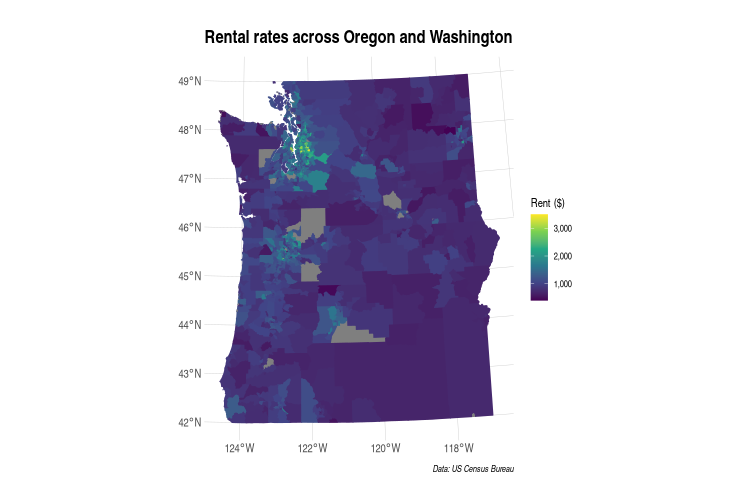 Rental rates across Oregon and Washington
49°N
48°N
47°N
46°N
45°N
44°N
43°N
42°N
124°W 122°W 120°W 118°W
Rent ($)
3,000
2,000
1,000
Data: US Census Bureau